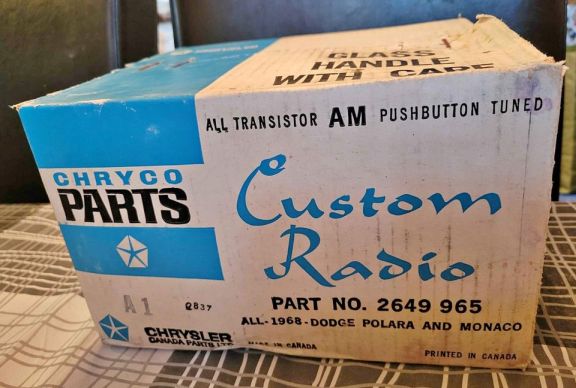 GLASS
HANDLE
WITH CARE
ALL TRANSISTOR AM PUSHBUTTON TUNED
CHRYCO
PARTS
Custom
Radio
A1 2837
PART NO. 2649 965
ALL-1968-DODGE POLARA AND MONACO
CHRYSLER
CANADA PARTS LTD.
MADE IN CANADA
PRINTED IN CANADA